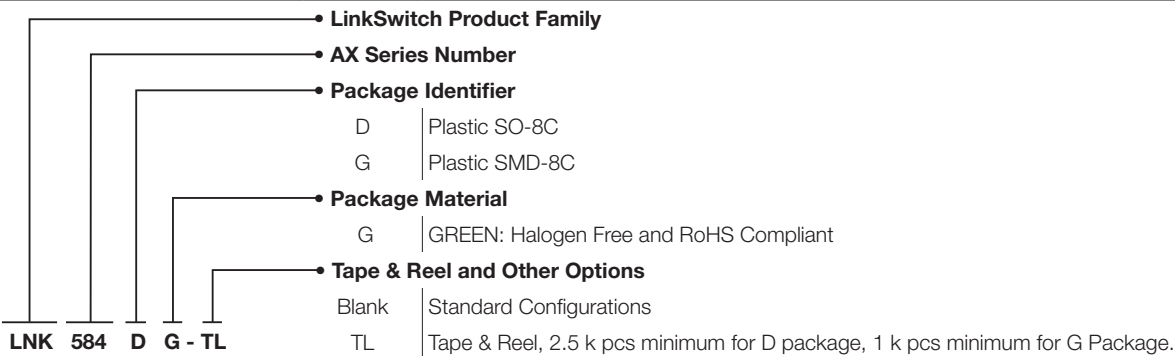 LinkSwitch Product Family
AX Series Number
Package Identifier
D Plastic SO-8C
G Plastic SMD-8C
Package Material
G GREEN: Halogen Free and RoHS Compliant
Tape & Reel and Other Options
Blank Standard Configurations
TL Tape & Reel, 2.5 k pcs minimum for D package, 1 k pcs minimum for G Package.
LNK 584 D G - TL